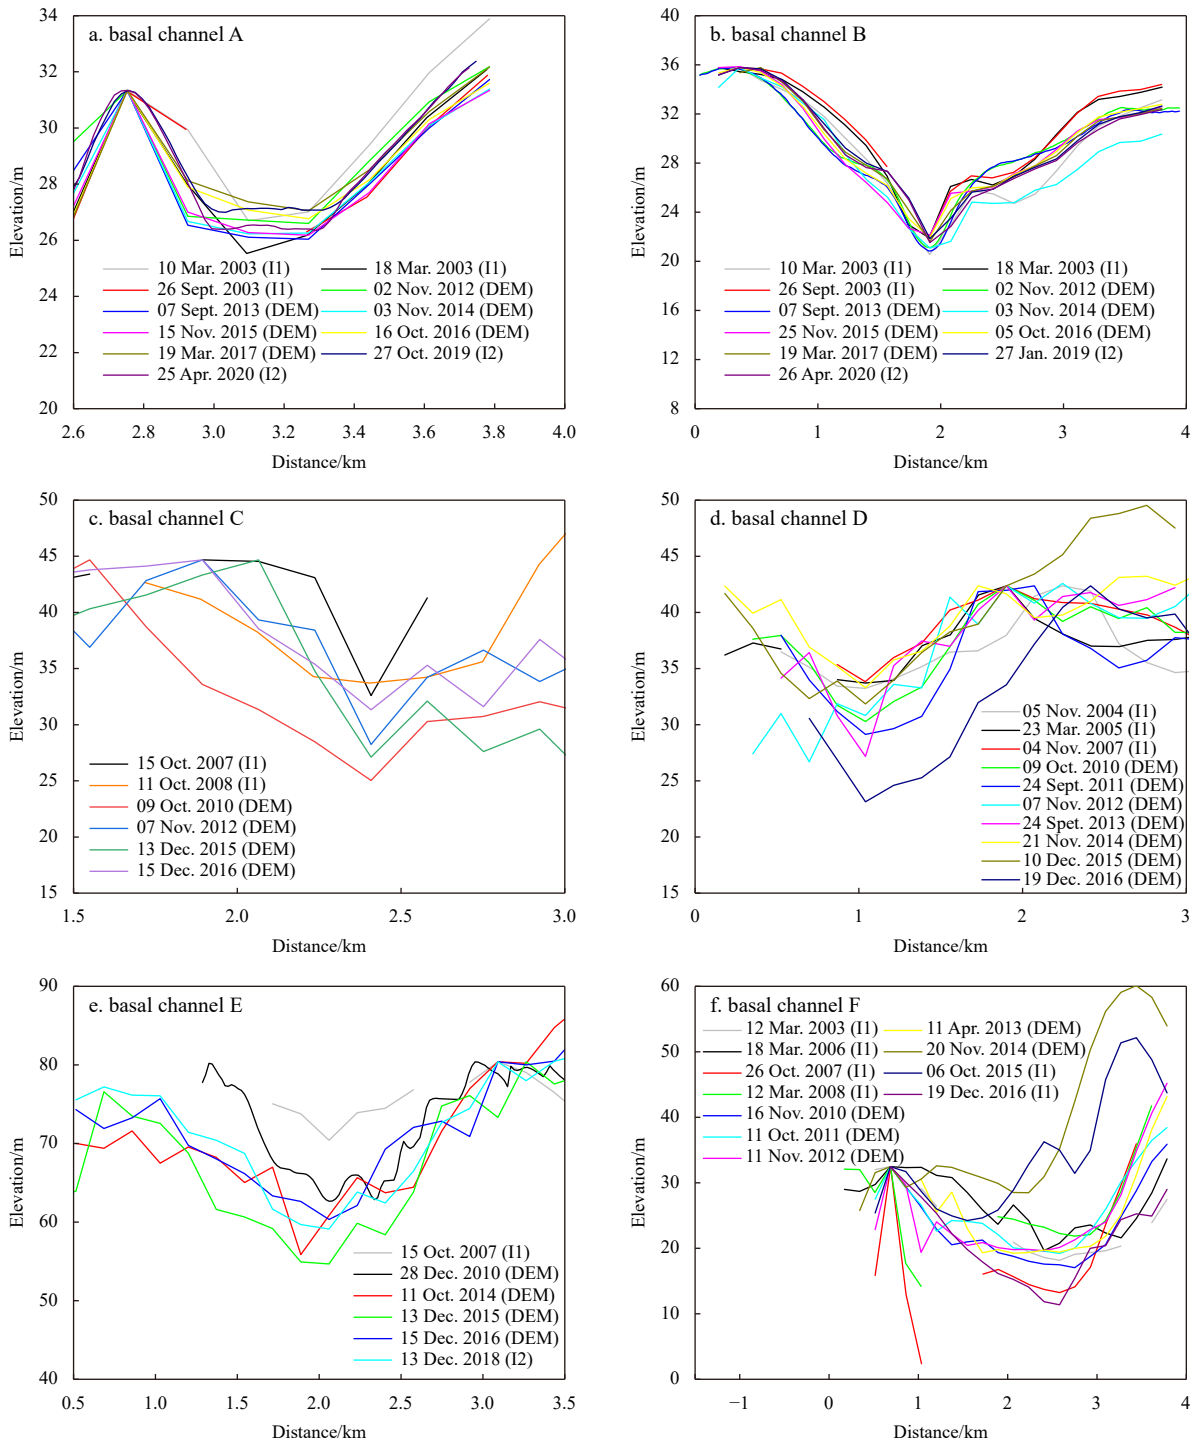 a. basal channel A
Elevation/m
34
32
30
28
26
24
22
20
10 Mar. 2003 (I1)
18 Mar. 2003 (I1)
26 Sept. 2003 (I1)
02 Nov. 2012 (DEM)
07 Sept. 2013 (DEM)
03 Nov. 2014 (DEM)
15 Nov. 2015 (DEM)
16 Oct. 2016 (DEM)
19 Mar. 2017 (DEM)
27 Oct. 2019 (I2)
25 Apr. 2020 (I2)
2.6 2.8 3.0 3.2 3.4 3.6 3.8 4.0
Distance/km
b. basal channel B
Elevation/m
40
36
32
28
24
20
16
12
8
10 Mar. 2003 (I1)
18 Mar. 2003 (I1)
26 Sept. 2003 (I1)
02 Nov. 2012 (DEM)
07 Sept. 2013 (DEM)
03 Nov. 2014 (DEM)
25 Nov. 2015 (DEM)
05 Oct. 2016 (DEM)
19 Mar. 2017 (DEM)
27 Jan. 2019 (I2)
26 Apr. 2020 (I2)
0 1 2 3 4
Distance/km
c. basal channel C
Elevation/m
50
45
40
35
30
25
20
15
15 Oct. 2007 (I1)
11 Oct. 2008 (I1)
09 Oct. 2010 (DEM)
07 Nov. 2012 (DEM)
13 Dec. 2015 (DEM)
15 Dec. 2016 (DEM)
1.5 2.0 2.5 3.0
Distance/km
d. basal channel D
Elevation/m
50
45
40
35
30
25
20
15
05 Nov. 2004 (I1)
23 Mar. 2005 (I1)
04 Nov. 2007 (I1)
09 Oct. 2010 (DEM)
24 Sept. 2011 (DEM)
07 Nov. 2012 (DEM)
24 Spet. 2013 (DEM)
21 Nov. 2014 (DEM)
10 Dec. 2015 (DEM)
19 Dec. 2016 (DEM)
0 1 2 3
Distance/km
e. basal channel E
Elevation/m
90
80
70
60
50
40
15 Oct. 2007 (I1)
28 Dec. 2010 (DEM)
11 Oct. 2014 (DEM)
13 Dec. 2015 (DEM)
15 Dec. 2016 (DEM)
13 Dec. 2018 (I2)
0.5 1.0 1.5 2.0 2.5 3.0 3.5
Distance/km
f. basal channel F
Elevation/m
60
50
40
30
20
10
0
12 Mar. 2003 (I1)
11 Apr. 2013 (DEM)
18 Mar. 2006 (I1)
20 Nov. 2014 (DEM)
26 Oct. 2007 (I1)
06 Oct. 2015 (I1)
12 Mar. 2008 (I1)
19 Dec. 2016 (I1)
16 Nov. 2010 (DEM)
11 Oct. 2011 (DEM)
11 Nov. 2012 (DEM)
−1 0 1 2 3 4
Distance/km